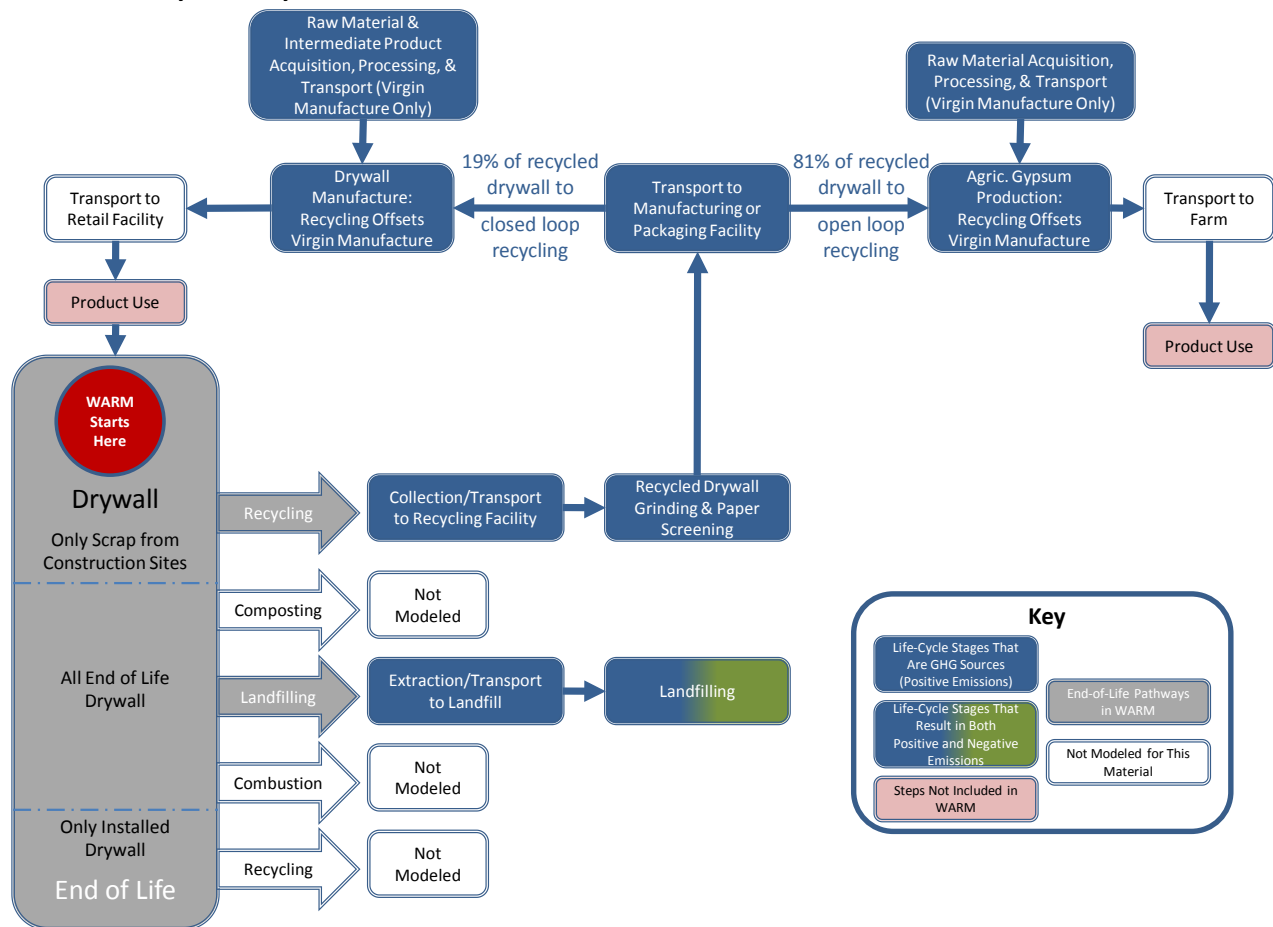 Raw Material &
Intermediate Product
Acquisition, Processing, &
Transport (Virgin
Manufacture Only)
Raw Material Acquisition,
Processing, & Transport
(Virgin Manufacture Only)
Transport to
Retail Facility
Drywall
Manufacture:
Recycling Offsets
Virgin Manufacture
19% of recycled
drywall to
closed loop
recycling
Transport to
Manufacturing or
Packaging Facility
81% of recycled
drywall to
open loop
recycling
Agric. Gypsum
Production:
Recycling Offsets
Virgin Manufacture
Transport to
Farm
Product Use
Product Use
WARM
Starts
Here
Drywall
Only Scrap from
Construction Sites
Recycling
Collection/Transport
to Recycling Facility
Recycled Drywall
Grinding & Paper
Screening
Composting
Not
Modeled
All End of Life
Drywall
Landfilling
Extraction/Transport
to Landfill
Landfilling
Combustion
Not
Modeled
Only Installed
Drywall
Recycling
Not
Modeled
End of Life
Key
Life-Cycle Stages That
Are GHG Sources
(Positive Emissions)
Life-Cycle Stages That
Result in Both
Positive and Negative
Emissions
Steps Not Included in
WARM
End-of-Life Pathways
in WARM
Not Modeled for This
Material